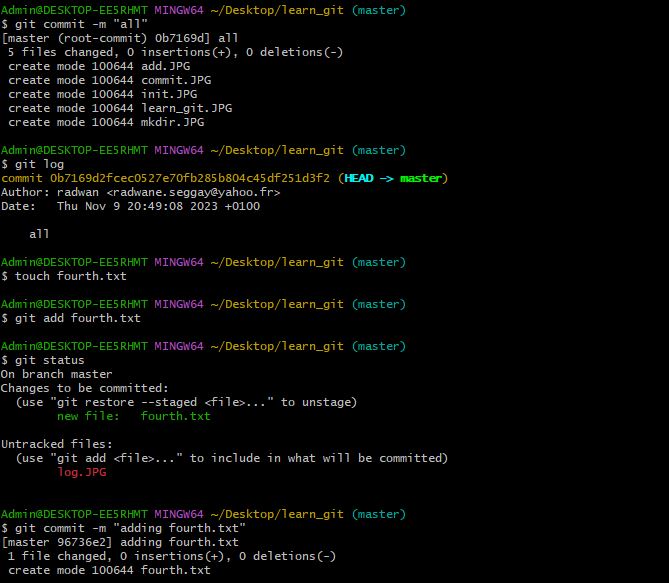 Admin@DESKTOP-EE5RHMT MINGW64 ~/Desktop/learn_git (master)
$ git commit -m "all"
[master (root-commit) 0b7169d] all
 5 files changed, 0 insertions(+), 0 deletions(-)
 create mode 100644 add.JPG
 create mode 100644 commit.JPG
 create mode 100644 init.JPG
 create mode 100644 learn_git.JPG
 create mode 100644 mkdir.JPG

Admin@DESKTOP-EE5RHMT MINGW64 ~/Desktop/learn_git (master)
$ git log
commit 0b7169d2fcec0527e70fb285b804c45df251d3f2 (HEAD -> master)
Author: radwan <radwane.seggay@yahoo.fr>
Date:   Thu Nov 9 20:49:08 2023 +0100

    all

Admin@DESKTOP-EE5RHMT MINGW64 ~/Desktop/learn_git (master)
$ touch fourth.txt

Admin@DESKTOP-EE5RHMT MINGW64 ~/Desktop/learn_git (master)
$ git add fourth.txt

Admin@DESKTOP-EE5RHMT MINGW64 ~/Desktop/learn_git (master)
$ git status
On branch master
Changes to be committed:
  (use "git restore --staged <file>..." to unstage)
        new file:   fourth.txt

Untracked files:
  (use "git add <file>..." to include in what will be committed)
        log.JPG


Admin@DESKTOP-EE5RHMT MINGW64 ~/Desktop/learn_git (master)
$ git commit -m "adding fourth.txt"
[master 96736e2] adding fourth.txt
 1 file changed, 0 insertions(+), 0 deletions(-)
 create mode 100644 fourth.txt